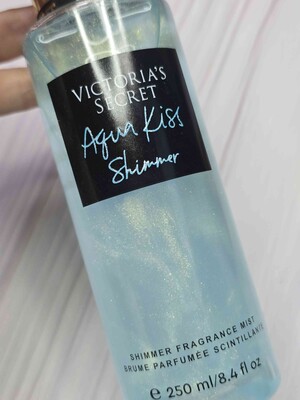 VICTORIA'S
SECRET
Aqua Kiss
Shimmer
SHIMMER FRAGRANCE MIST
BRUME PARFUMÉE SCINTILLANTE
e 250 ml/8.4 fl oz